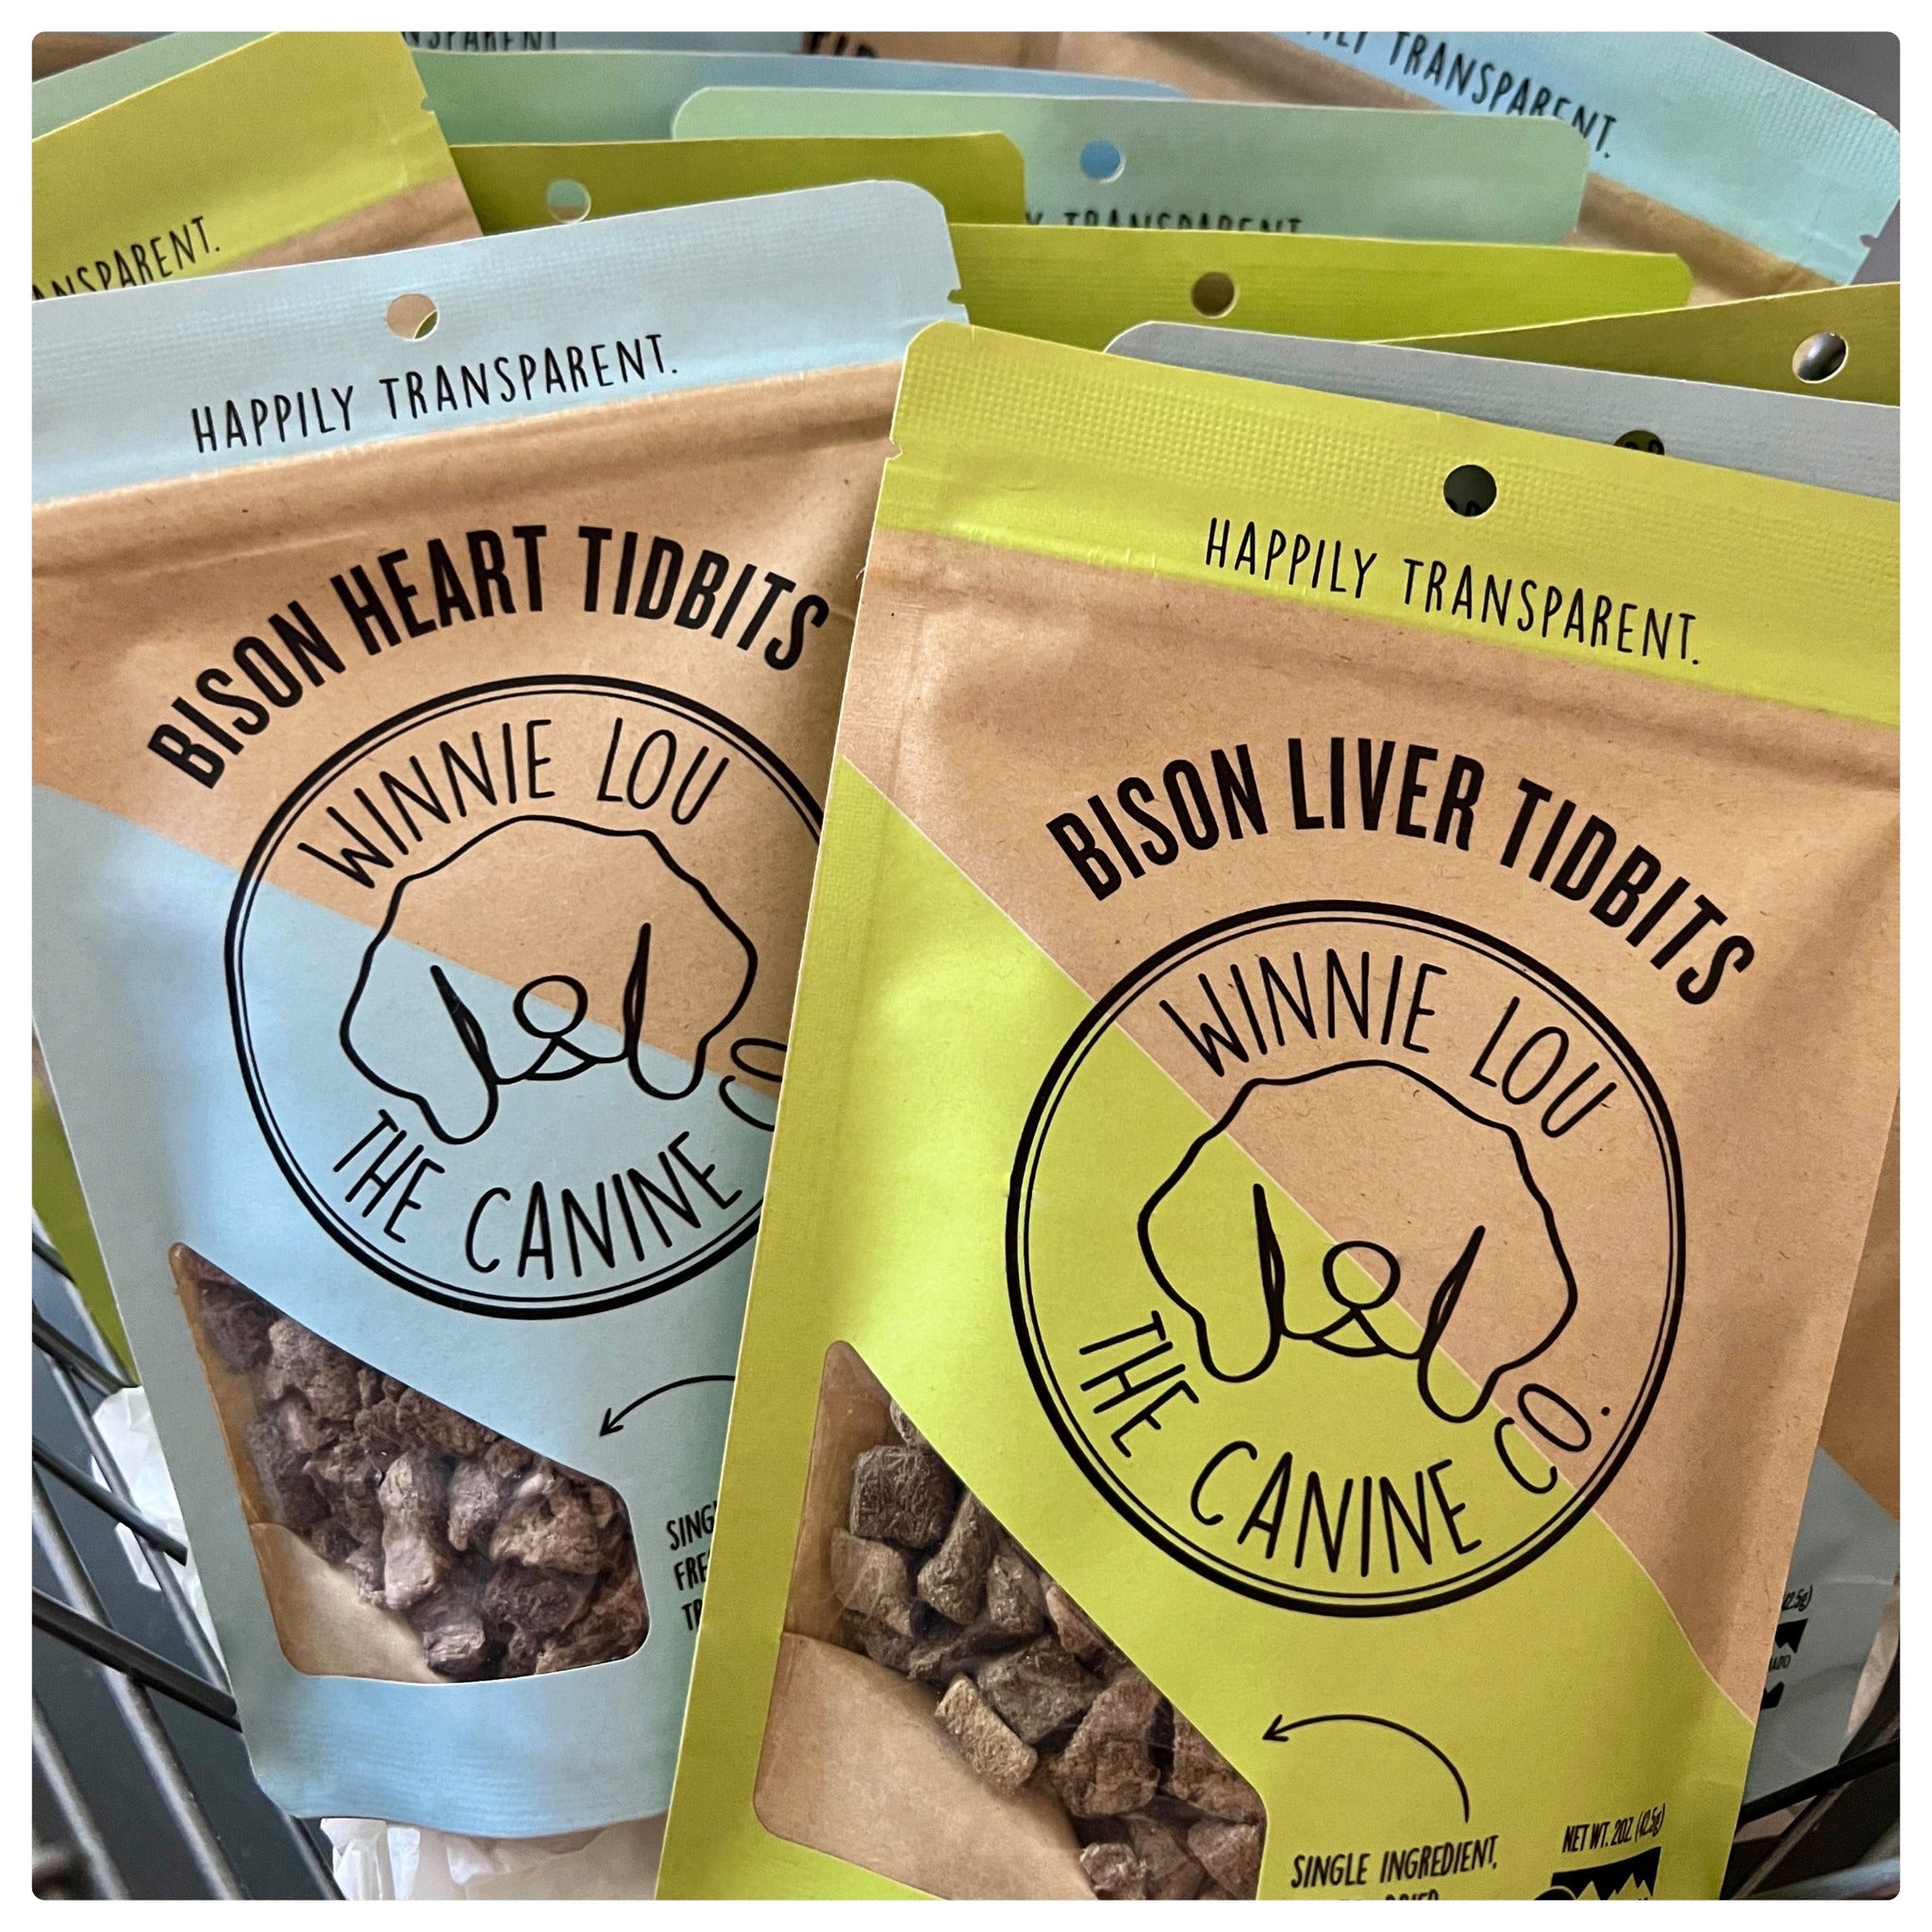 TRANSPARENT.
TRANSPARENT
HAPPILY TRANSPARENT.
BISON HEART TIDBITS
WINNIE LOU
THE CANINE CO
HAPPILY TRANSPARENT.
BISON LIVER TIDBITS
WINNIE LOU
THE CANINE CO.
NET WT. 2OZ.
SINGLE INGREDIENT,